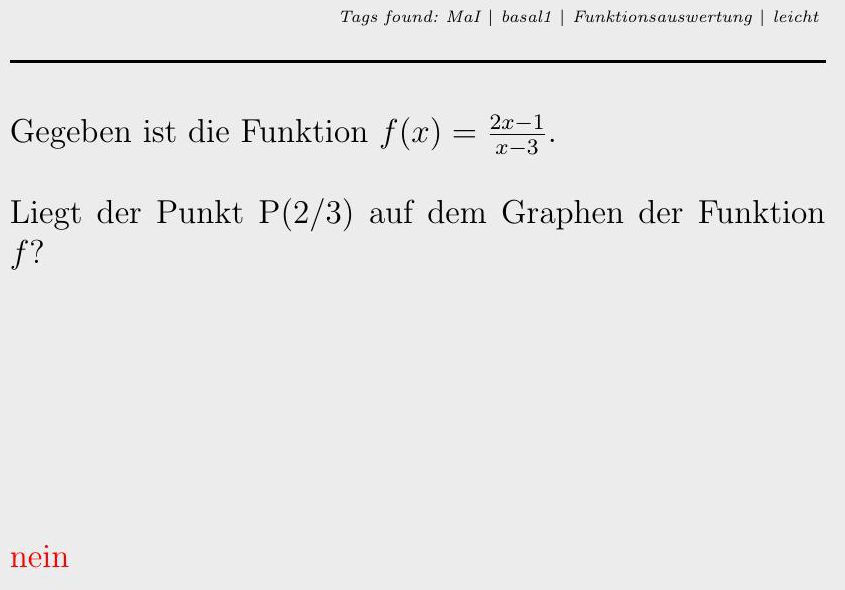 Tags found: MaI | basal1 | Funktionsauswertung | leicht
Gegeben ist die Funktion f(x) = \frac{2x−1}{x−3}.
Liegt der Punkt P(2/3) auf dem Graphen der Funktion
f?
nein